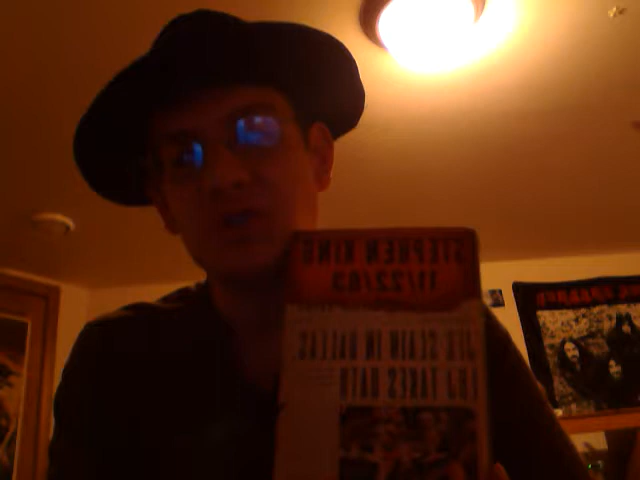 STEPHEN KING
11/22/63
JFK SLAIN IN DALLAS,
LBJ TAKES OATH